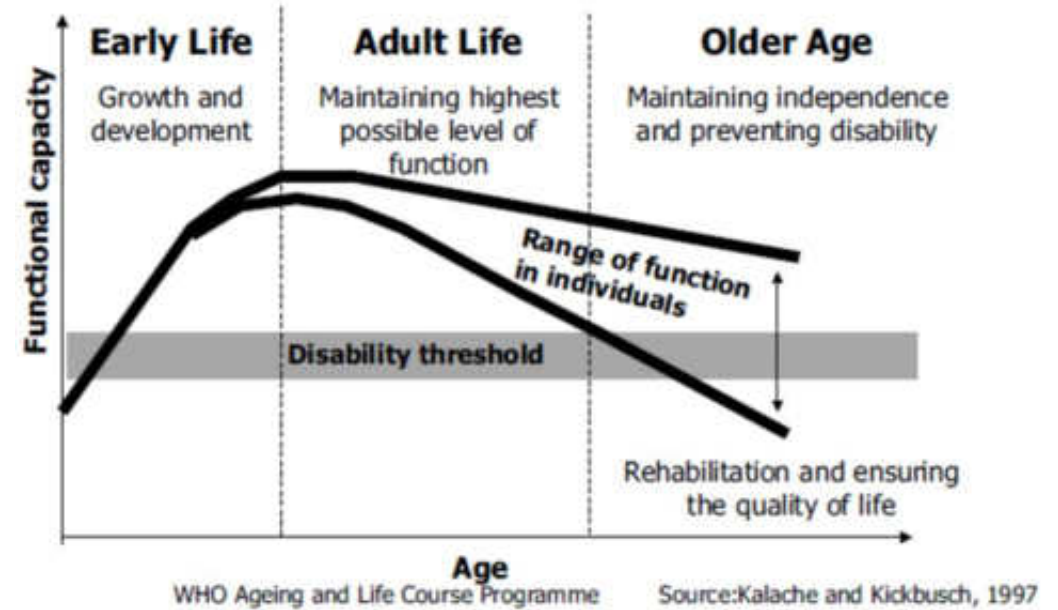 Early Life
Growth and
development
Adult Life
Maintaining highest
possible level of
function
Older Age
Maintaining independence
and preventing disability
Functional capacity
Range of function
in individuals
Disability threshold
Rehabilitation and ensuring
the quality of life
Age
WHO Ageing and Life Course Programme
Source:Kalache and Kickbusch, 1997